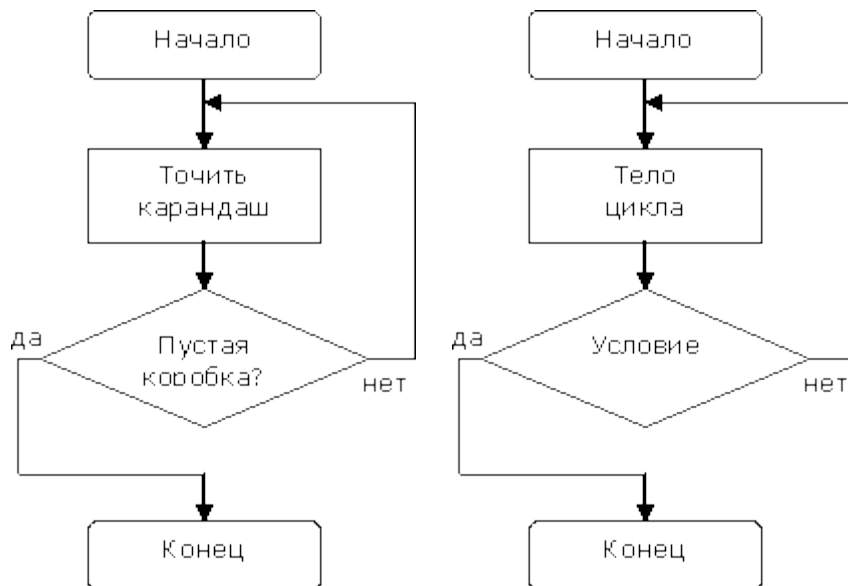 Начало
Точить
карандаш
да
Пустая
коробка?
нет
Конец
Начало
Тело
цикла
да
Условие
нет
Конец